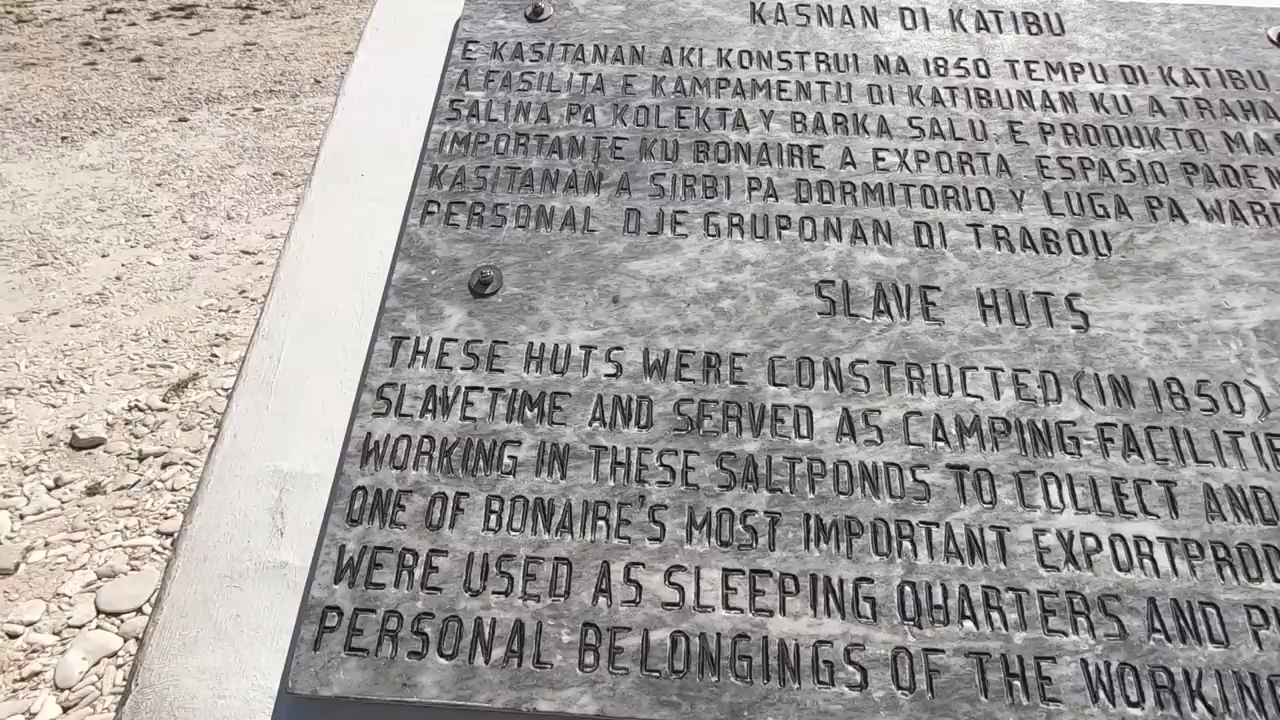 KASNAN DI KATIBU
E KASITANAN AKI KONSTRUI NA 1850 TEMPU DI KATIBU
A FASILITA E KAMPAMENTU DI KATIBUNAN KU A TRAHA
SALINA PA KOLEKTA Y BARKA SALU, E PRODUKTO MAS
IMPORTANTE KU BONAIRE A EXPORTA. ESPASIO PADEN
KASITANAN A SIRBI PA DORMITORIO Y LUGA PA WARD
PERSONAL DJE GRUPONAN DI TRABOU
SLAVE HUTS
THESE HUTS WERE CONSTRUCTED (IN 1850)
SLAVETIME AND SERVED AS CAMPING-FACILITIE
WORKING IN THESE SALTPONDS TO COLLECT AND
ONE OF BONAIRE'S MOST IMPORTANT EXPORTPROD
WERE USED AS SLEEPING QUARTERS AND
PERSONAL BELONGINGS OF THE WORKING